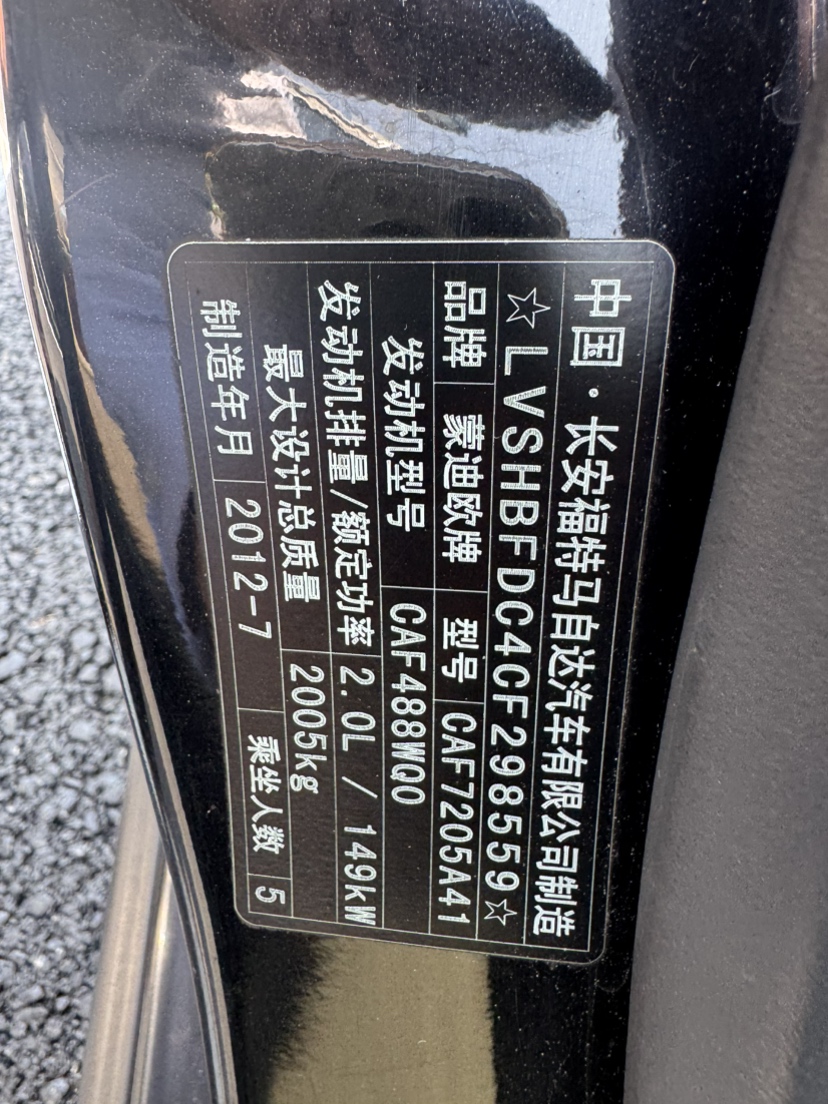 中国·长安福特马自达汽车有限公司制造
☆LVSHBFDC4CF298559☆
品牌 蒙迪欧牌 型号 CAF7205A41
发动机型号 CAF488WQ0
发动机排量/额定功率 2.0L / 149kW
最大设计总质量 2005kg
制造年月 2012-7 乘坐人数 5